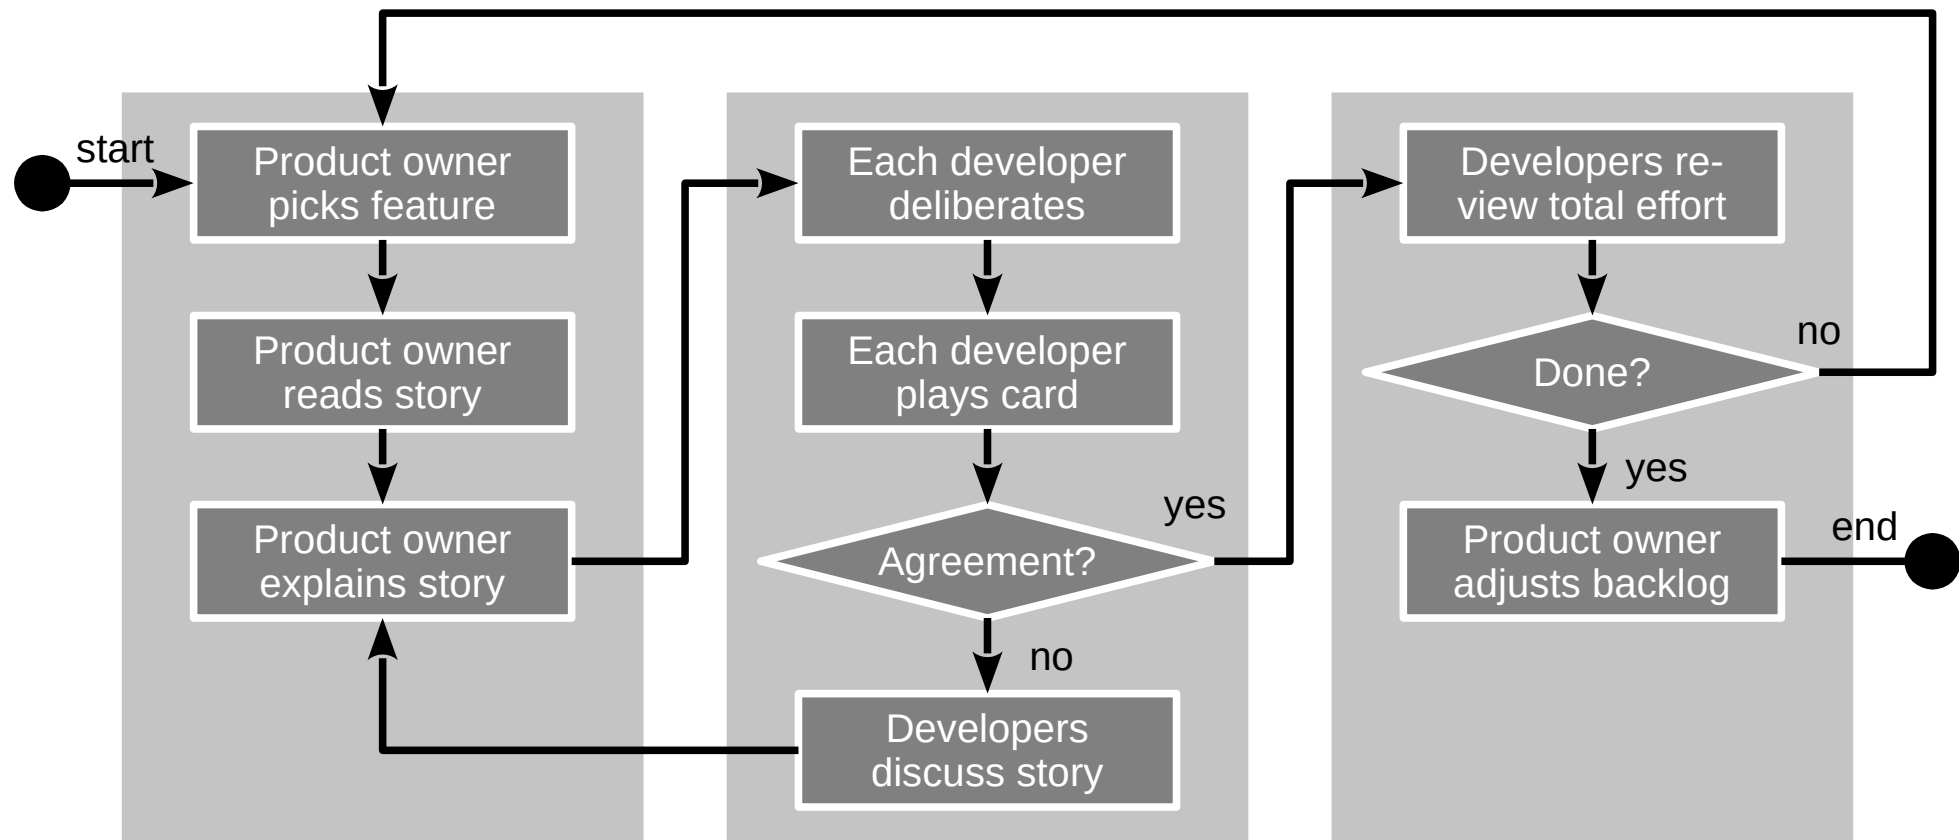 start
Product owner
picks feature
Product owner
reads story
Product owner
explains story
Each developer
deliberates
Each developer
plays card
Agreement?
yes
no
Developers
discuss story
Developers re-
view total effort
Done?
no
yes
Product owner
adjusts backlog
end